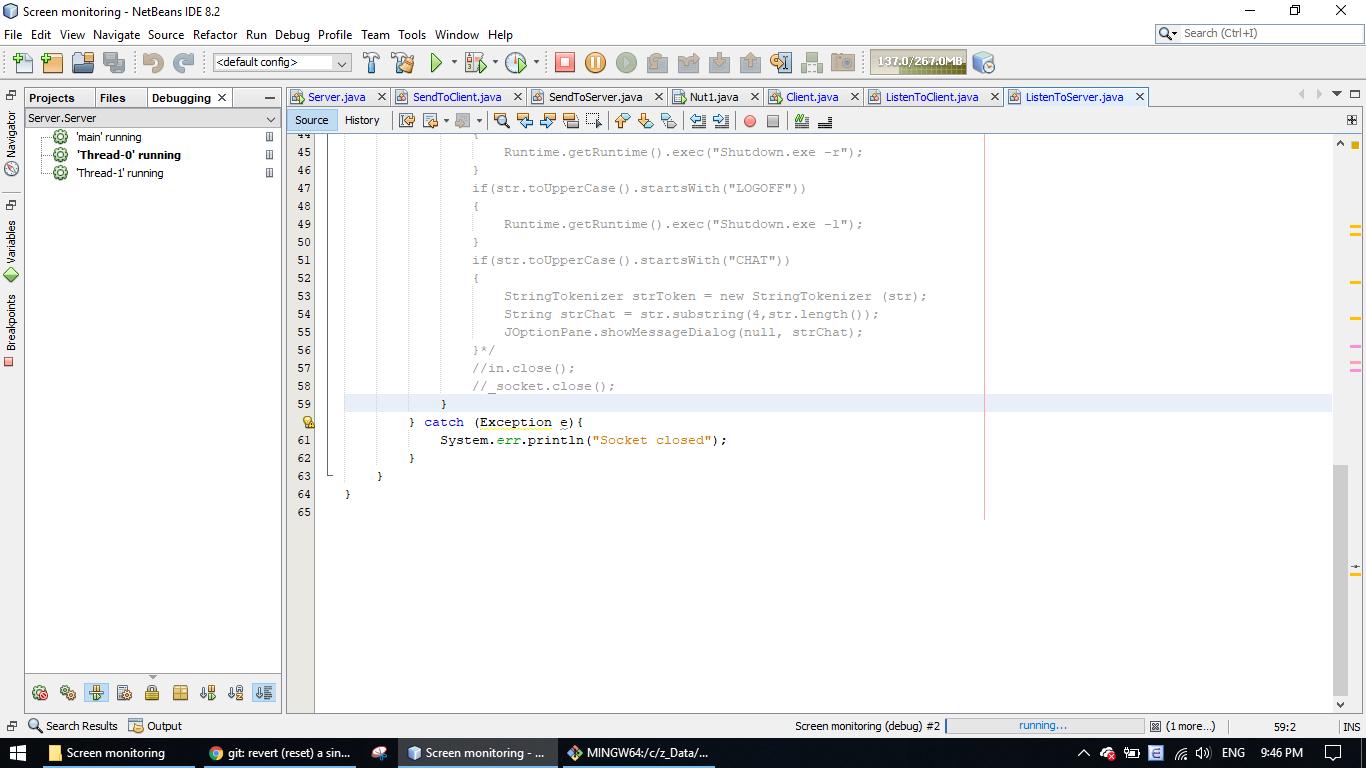 Screen monitoring - NetBeans IDE 8.2
File Edit View Navigate Source Refactor Run Debug Profile Team Tools Window Help
Search (Ctrl+I)
<default config>
137.0/267.0MB
Projects Files Debugging
Server.java SendToClient.java SendToServer.java Nut1.java Client.java ListenToClient.java ListenToServer.java
Server.Server
Source History
Navigator
Variables
Breakpoints
'main' running
'Thread-0' running
'Thread-1' running
44 {
45 Runtime.getRuntime().exec("Shutdown.exe -r");
46 }
47 if(str.toUpperCase().startsWith("LOGOFF"))
48 {
49 Runtime.getRuntime().exec("Shutdown.exe -l");
50 }
51 if(str.toUpperCase().startsWith("CHAT"))
52 {
53 StringTokenizer strToken = new StringTokenizer (str);
54 String strChat = str.substring(4,str.length());
55 JOptionPane.showMessageDialog(null, strChat);
56 }*/
57 //in.close();
58 //_socket.close();
59 }
} catch (Exception e){
61 System.err.println("Socket closed");
62 }
63 }
64 }
65
Search Results Output
Screen monitoring (debug) #2 running... (1 more...) 59:2 INS
Screen monitoring
git: revert (reset) a sin...
Screen monitoring - ...
MINGW64:/c/z_Data/...
ENG 9:46 PM